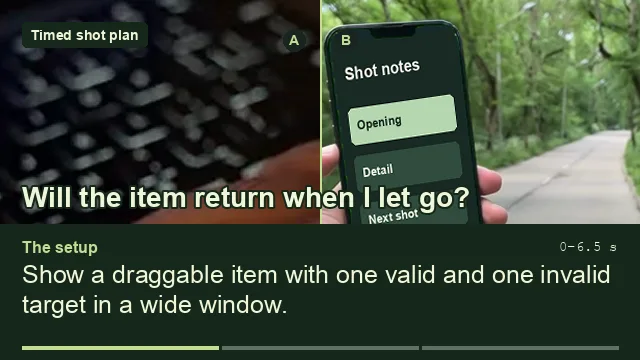 Timed shot plan
A
B
Shot notes
Opening
Detail
Next shot
Will the item return when I let go?
The setup
0–6.5 s
Show a draggable item with one valid and one invalid
target in a wide window.